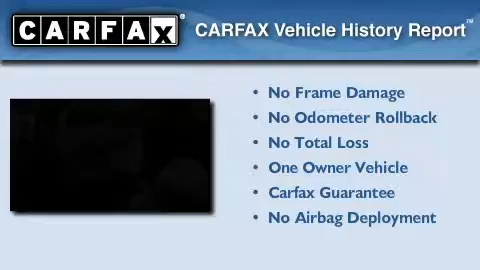 CARFAX® CARFAX Vehicle History Report™
• No Frame Damage
• No Odometer Rollback
• No Total Loss
• One Owner Vehicle
• Carfax Guarantee
• No Airbag Deployment